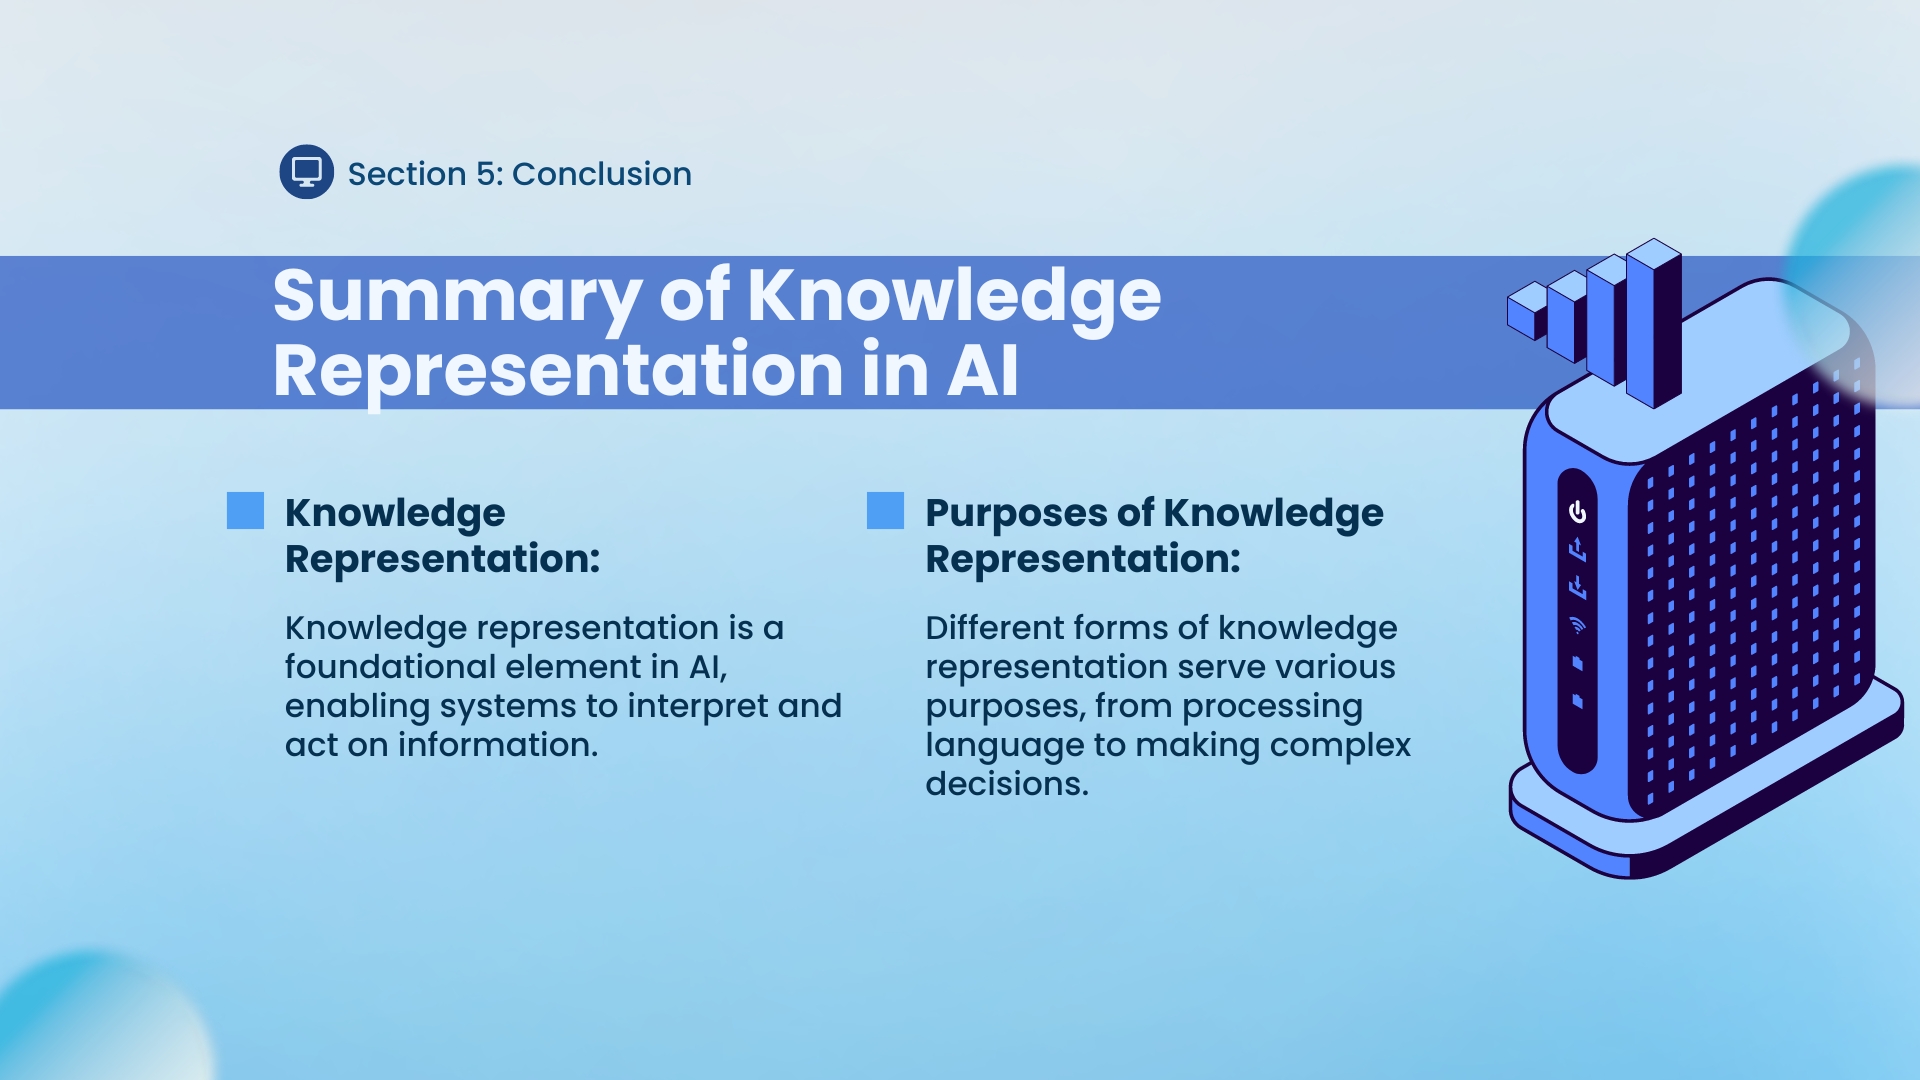 Section 5: Conclusion
Summary of Knowledge
Representation in AI
Knowledge
Representation:
Knowledge representation is a
foundational element in AI,
enabling systems to interpret and
act on information.
Purposes of Knowledge
Representation:
Different forms of knowledge
representation serve various
purposes, from processing
language to making complex
decisions.